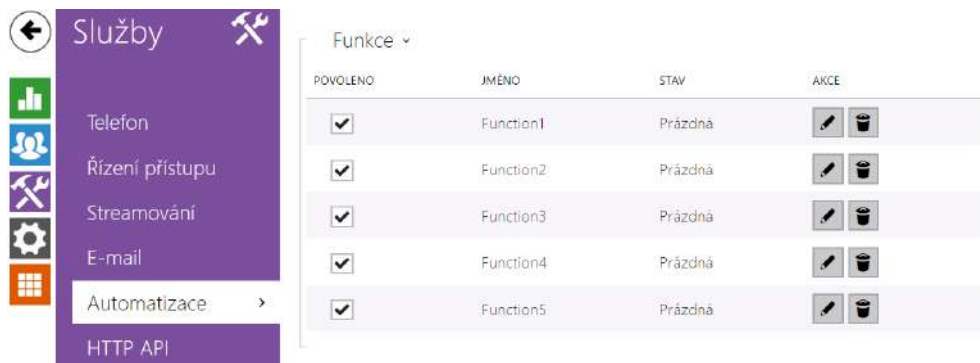 Služby
Telefon
Řízení přístupu
Streamování
E-mail
Automatizace
HTTP API
Funkce
POVOLENO JMÉNO STAV AKCE
Function1 Prázdná
Function2 Prázdná
Function3 Prázdná
Function4 Prázdná
Function5 Prázdná